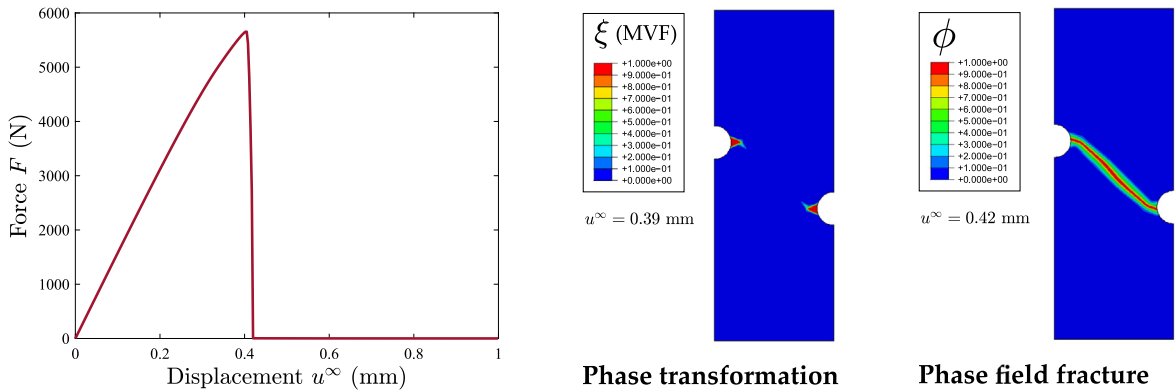 6000
5000
4000
3000
2000
1000
0
Force F (N)
0 0.2 0.4 0.6 0.8 1
Displacement u∞ (mm)
ξ (MVF)
+1.000e+00
+9.000e-01
+8.000e-01
+7.000e-01
+6.000e-01
+5.000e-01
+4.000e-01
+3.000e-01
+2.000e-01
+1.000e-01
+0.000e+00
u∞ = 0.39 mm
Phase transformation
ϕ
+1.000e+00
+9.000e-01
+8.000e-01
+7.000e-01
+6.000e-01
+5.000e-01
+4.000e-01
+3.000e-01
+2.000e-01
+1.000e-01
+0.000e+00
u∞ = 0.42 mm
Phase field fracture